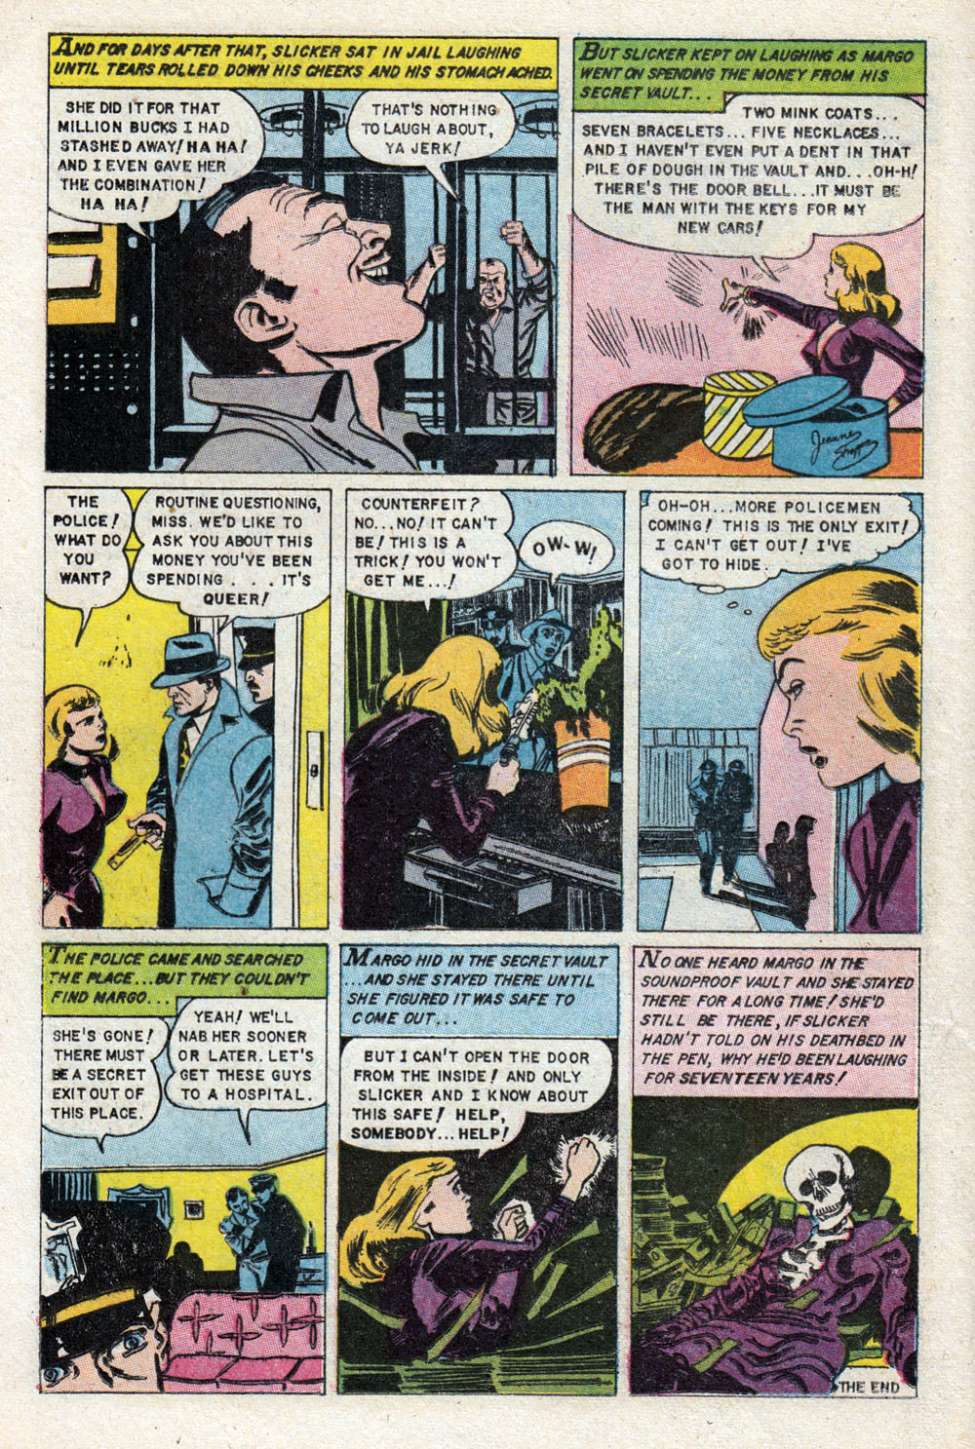 AND FOR DAYS AFTER THAT, SLICKER SAT IN JAIL LAUGHING
UNTIL TEARS ROLLED DOWN HIS CHEEKS AND HIS STOMACH ACHED.
SHE DID IT FOR THAT
MILLION BUCKS I HAD
STASHED AWAY! HA HA!
AND I EVEN GAVE HER
THE COMBINATION!
HA HA!
THAT'S NOTHING
TO LAUGH ABOUT,
YA JERK!
BUT SLICKER KEPT ON LAUGHING AS MARGO
WENT ON SPENDING THE MONEY FROM HIS
SECRET VAULT...
TWO MINK COATS...
SEVEN BRACELETS... FIVE NECKLACES...
AND I HAVEN'T EVEN PUT A DENT IN THAT
PILE OF DOUGH IN THE VAULT AND...OH-H!
THERE'S THE DOOR BELL...IT MUST BE
THE MAN WITH THE KEYS FOR MY
NEW CARS!
THE
POLICE!
WHAT DO
YOU
WANT?
ROUTINE QUESTIONING,
MISS. WE'D LIKE TO
ASK YOU ABOUT THIS
MONEY YOU'VE BEEN
SPENDING . . . IT'S
QUEER!
COUNTERFEIT?
NO...NO! IT CAN'T
BE! THIS IS A
TRICK! YOU WON'T
GET ME...!
OW-W!
OH-OH...MORE POLICEMEN
COMING! THIS IS THE ONLY EXIT!
I CAN'T GET OUT! I'VE
GOT TO HIDE.
THE POLICE CAME AND SEARCHED
THE PLACE...BUT THEY COULDN'T
FIND MARGO...
SHE'S GONE!
THERE MUST
BE A SECRET
EXIT OUT OF
THIS PLACE.
YEAH! WE'LL
NAB HER SOONER
OR LATER. LET'S
GET THESE GUYS
TO A HOSPITAL.
MARGO HID IN THE SECRET VAULT
...AND SHE STAYED THERE UNTIL
SHE FIGURED IT WAS SAFE TO
COME OUT...
BUT I CAN'T OPEN THE DOOR
FROM THE INSIDE! AND ONLY
SLICKER AND I KNOW ABOUT
THIS SAFE! HELP,
SOMEBODY...HELP!
NO ONE HEARD MARGO IN THE
SOUNDPROOF VAULT AND SHE STAYED
THERE FOR A LONG TIME! SHE'D
STILL BE THERE, IF SLICKER
HADN'T TOLD ON HIS DEATHBED IN
THE PEN, WHY HE'D BEEN LAUGHING
FOR SEVENTEEN YEARS!
THE END